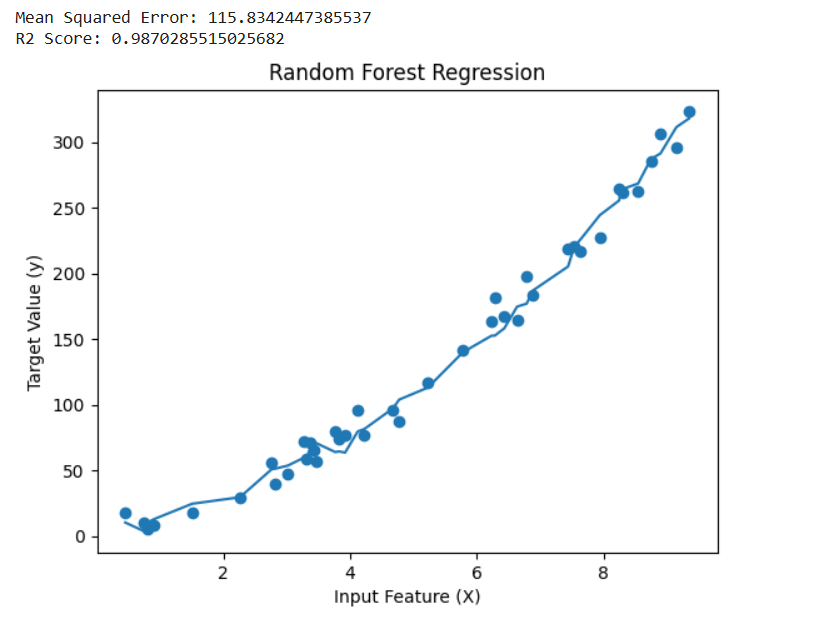 Mean Squared Error: 115.8342447385537
R2 Score: 0.9870285515025682
Random Forest Regression
300
250
200
150
100
50
0
Target Value (y)
2 4 6 8
Input Feature (X)